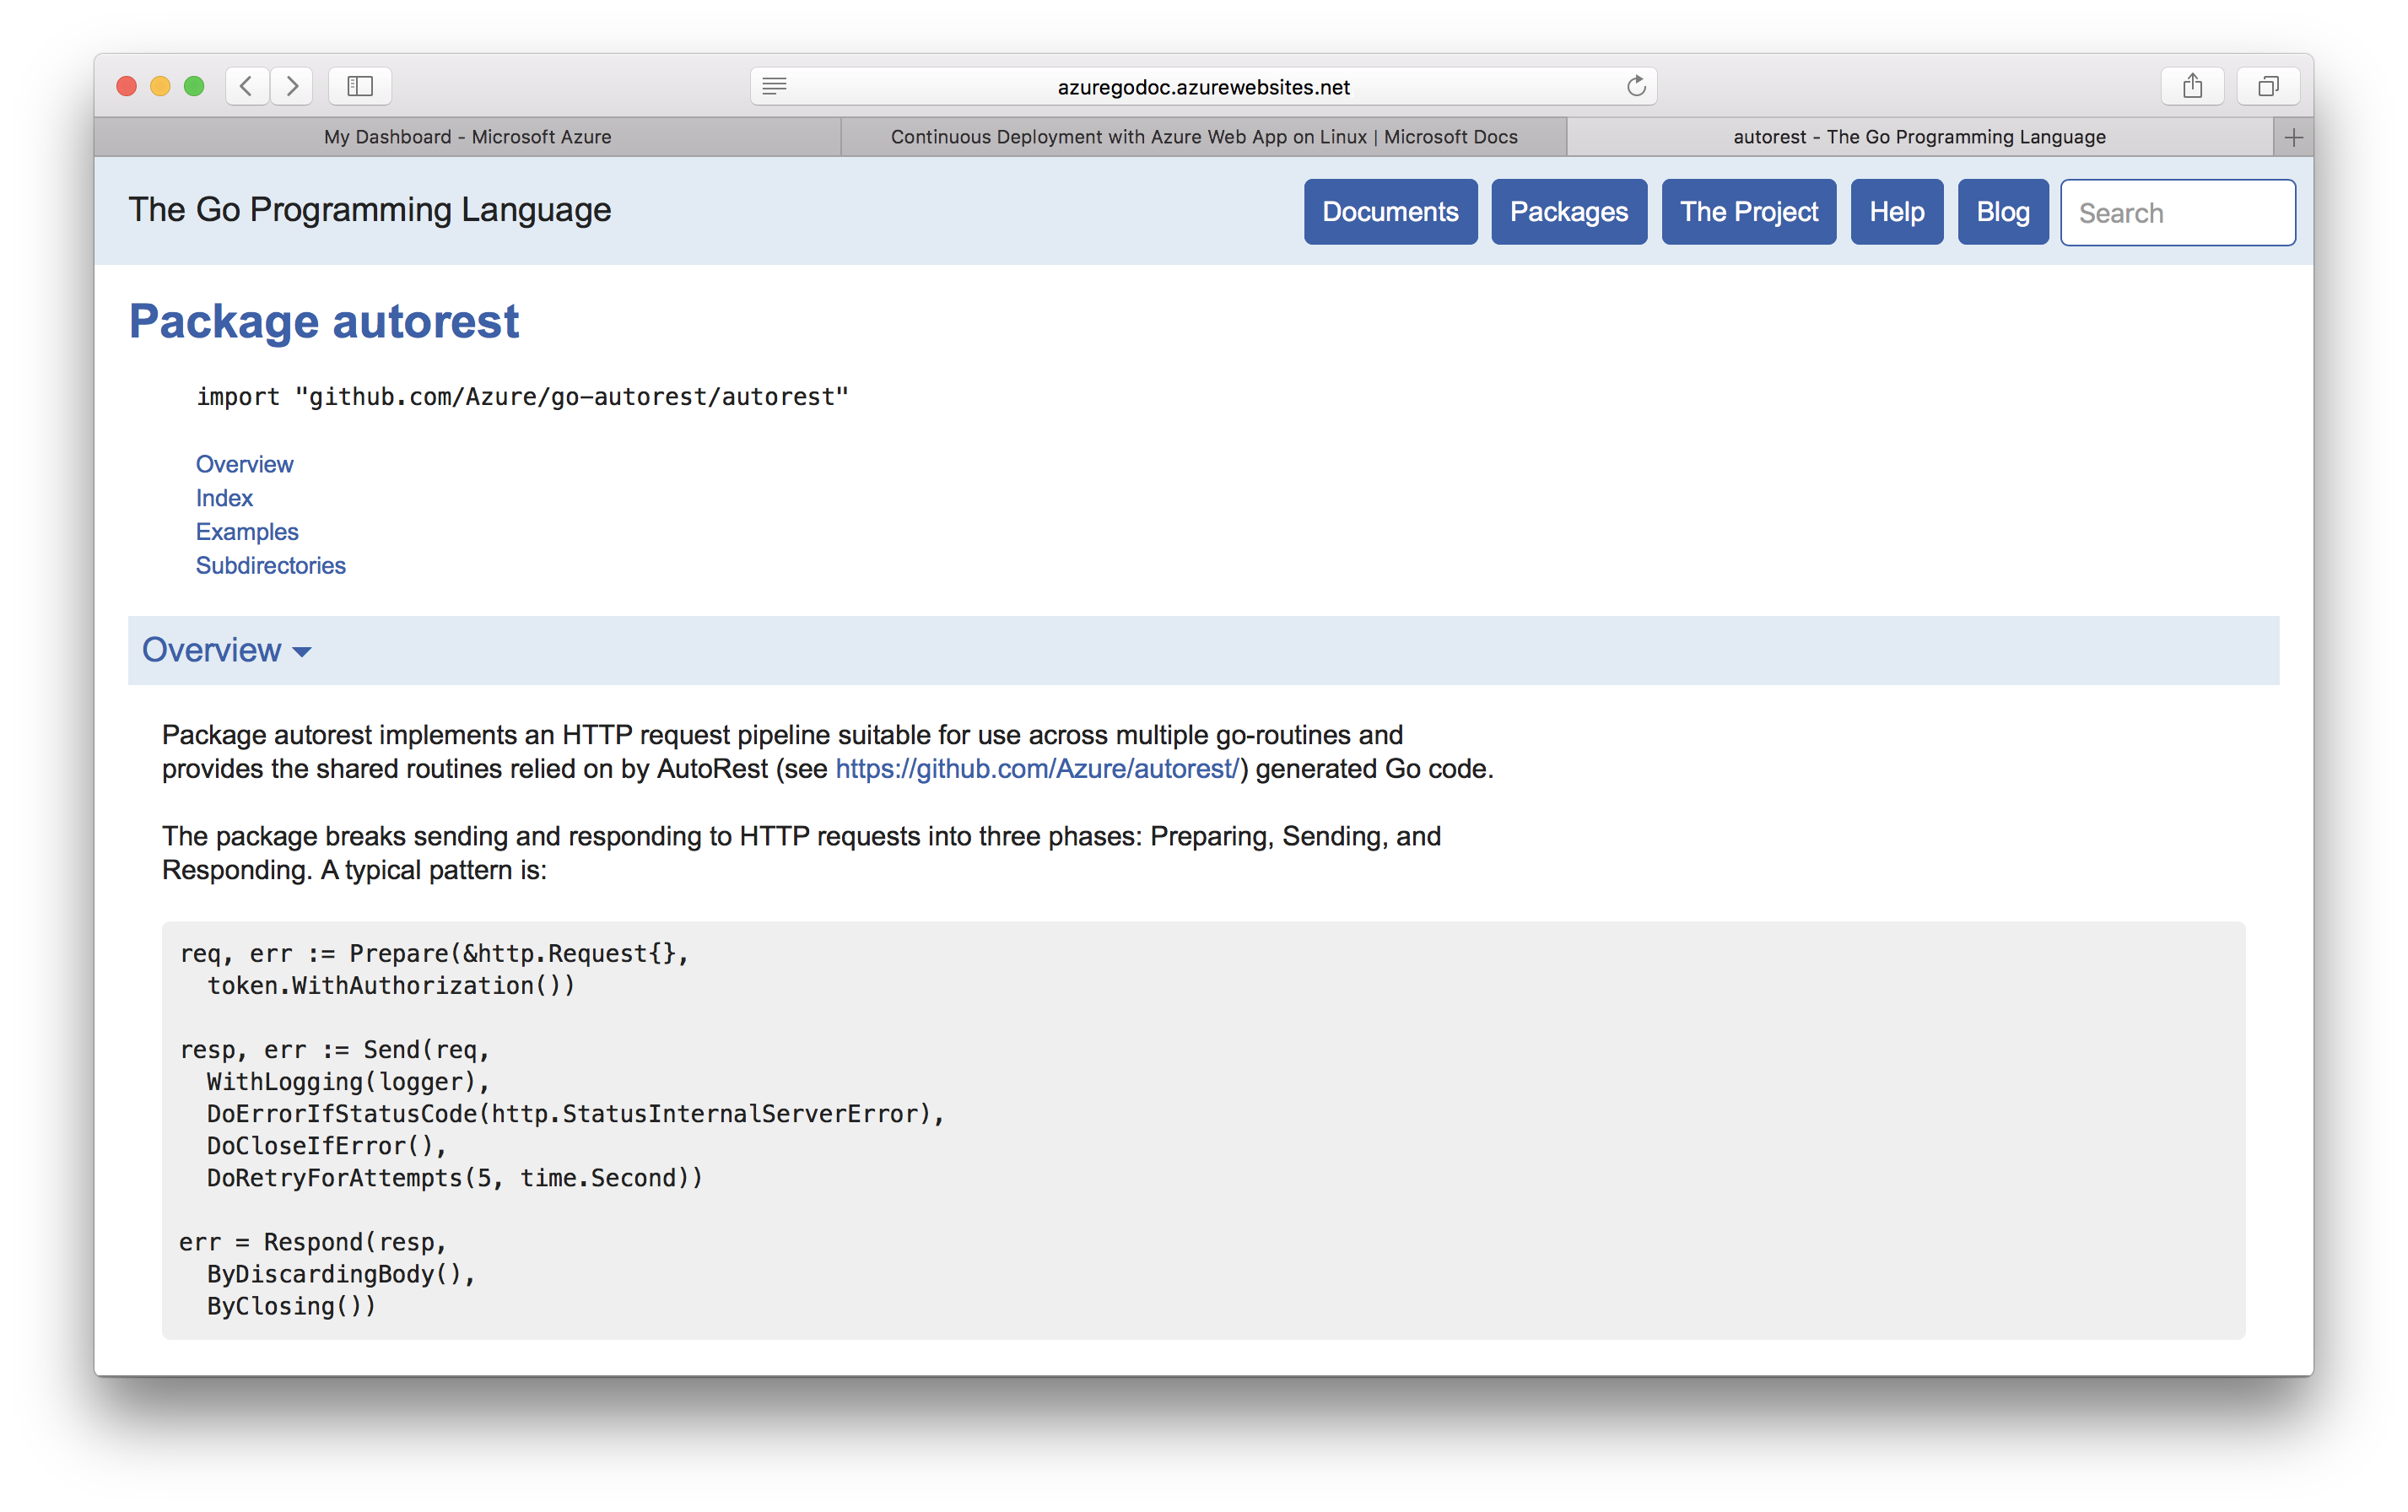 azuregodoc.azurewebsites.net
My Dashboard - Microsoft Azure
Continuous Deployment with Azure Web App on Linux | Microsoft Docs
autorest - The Go Programming Language
The Go Programming Language
Documents
Packages
The Project
Help
Blog
Search
Package autorest
import "github.com/Azure/go-autorest/autorest"
Overview
Index
Examples
Subdirectories
Overview
Package autorest implements an HTTP request pipeline suitable for use across multiple go-routines and
provides the shared routines relied on by AutoRest (see https://github.com/Azure/autorest/) generated Go code.
The package breaks sending and responding to HTTP requests into three phases: Preparing, Sending, and
Responding. A typical pattern is:
req, err := Prepare(&http.Request{},
  token.WithAuthorization())
resp, err := Send(req,
  WithLogging(logger),
  DoErrorIfStatusCode(http.StatusInternalServerError),
  DoCloseIfError(),
  DoRetryForAttempts(5, time.Second))
err = Respond(resp,
  ByDiscardingBody(),
  ByClosing())